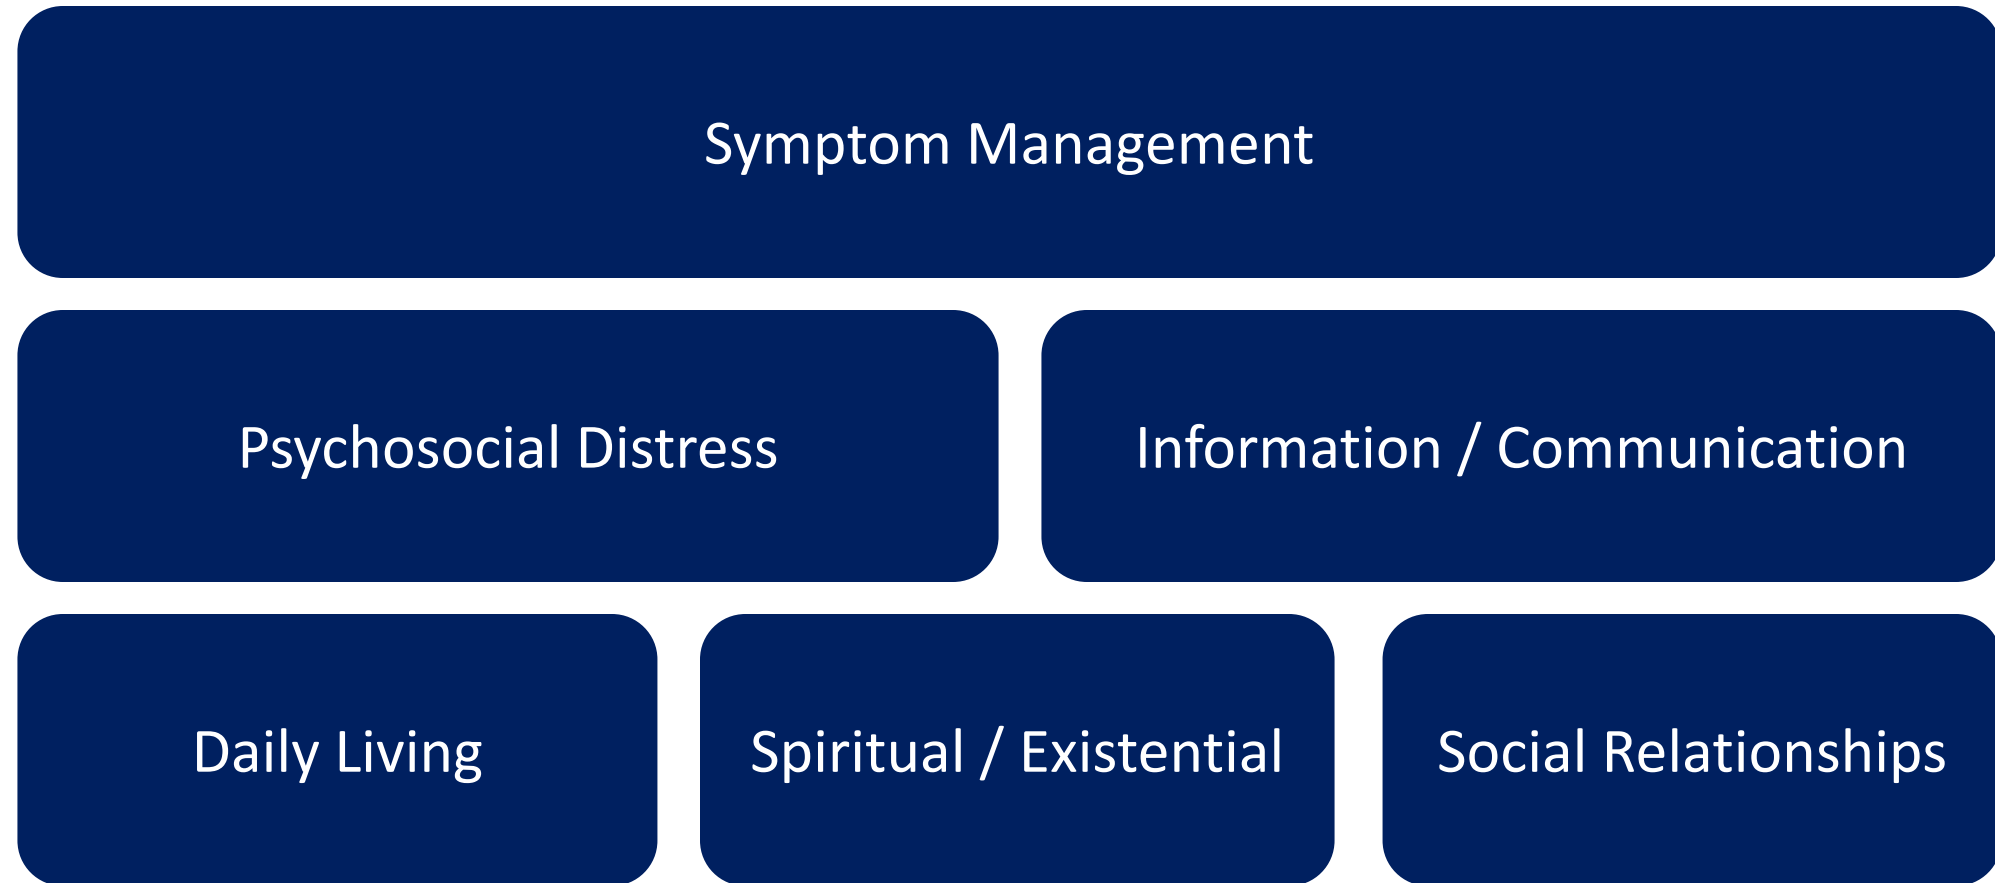 Symptom Management
Psychosocial Distress
Information / Communication
Daily Living
Spiritual / Existential
Social Relationships